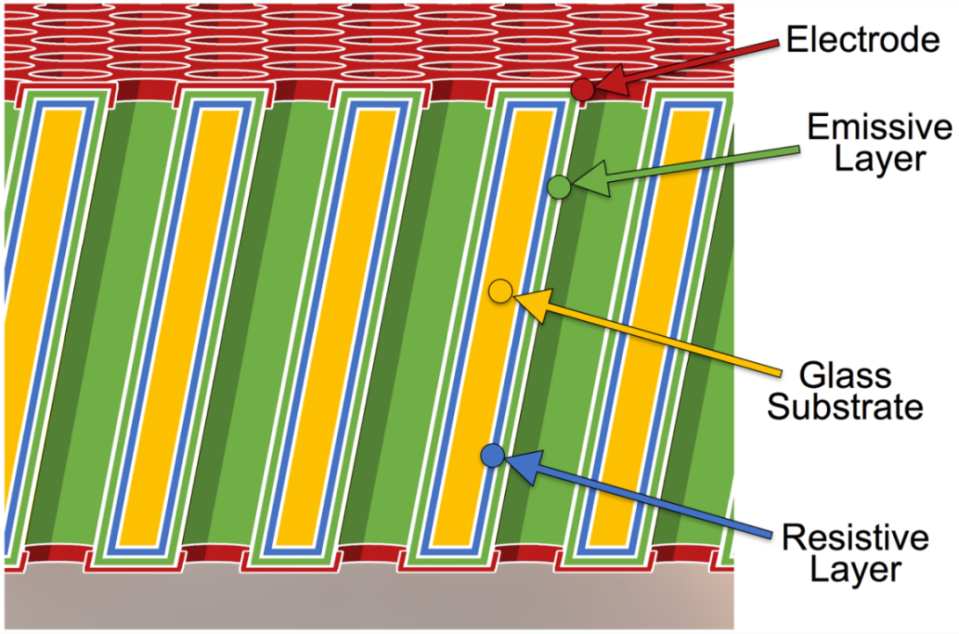 Electrode
Emissive
Layer
Glass
Substrate
Resistive
Layer